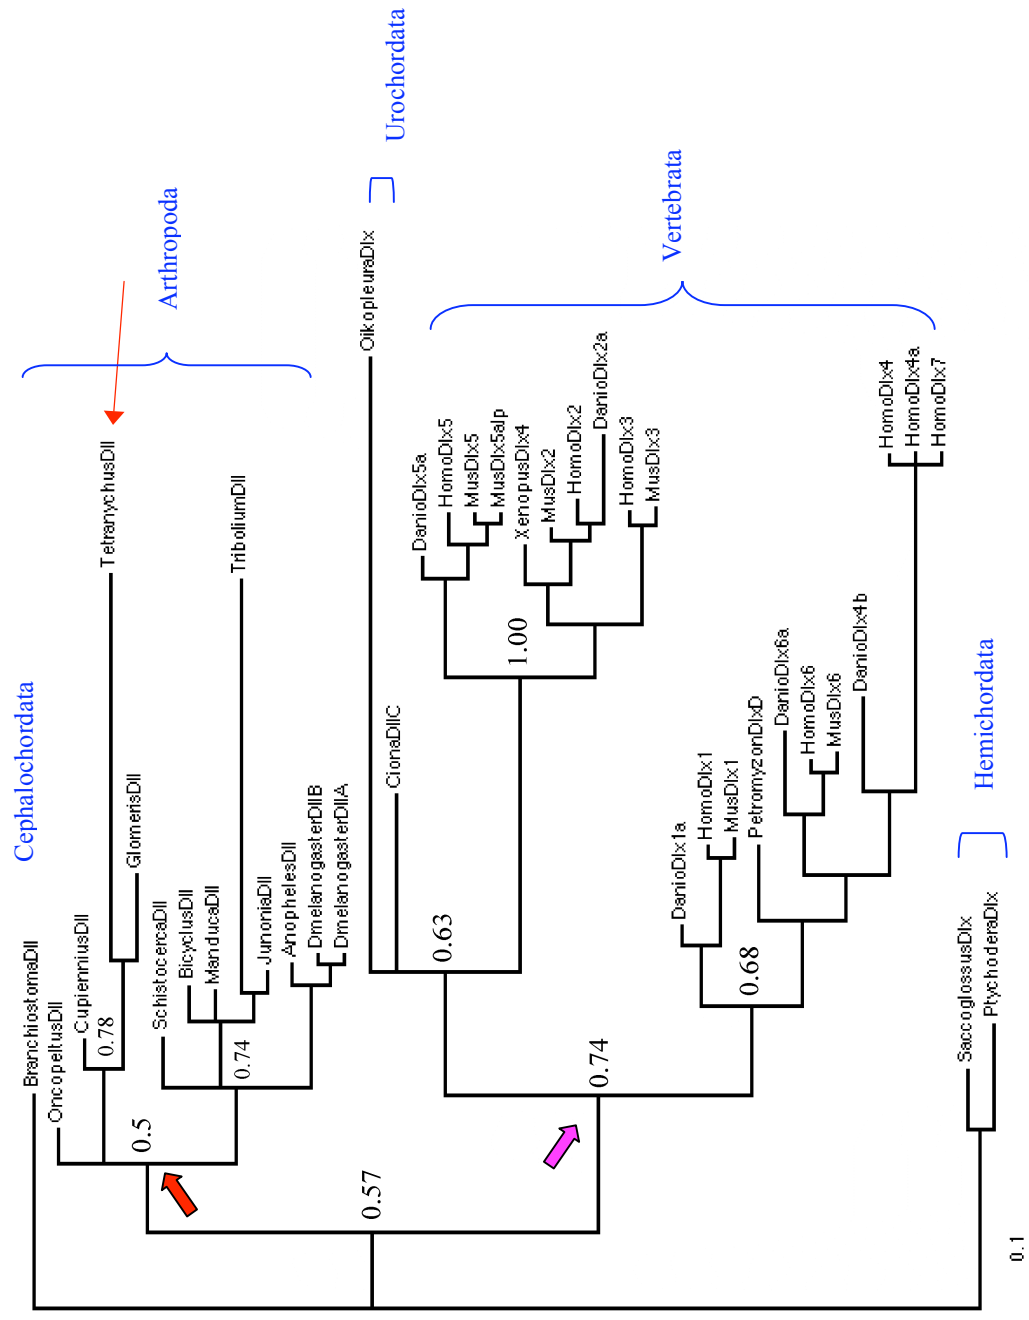 Cephalochordata
Arthropoda
Urochordata
Vertebrata
Hemichordata
BranchiostomaDll
OncopeltusDll
CupienniusDll
TetranychusDll
GlomerisDll
SchistocercaDll
BicyclusDll
ManducaDll
TriboliumDll
JunoniaDll
AnophelesDll
DmelanogasterDllB
DmelanogasterDllA
OikopleuraDlx
CionaDllC
DanioDlx5a
HomoDlx5
MusDlx5
MusDlx5alp
XenopusDlx4
MusDlx2
HomoDlx2
DanioDlx2a
HomoDlx3
MusDlx3
DanioDlx1a
HomoDlx1
MusDlx1
PetromyzonDlxD
DanioDlx6a
HomoDlx6
MusDlx6
DanioDlx4b
HomoDlx4
HomoDlx4a
HomoDlx7
SaccoglossusDlx
PtychoderaDlx
0.78
0.5
0.74
0.57
0.63
1.00
0.74
0.68
0.1